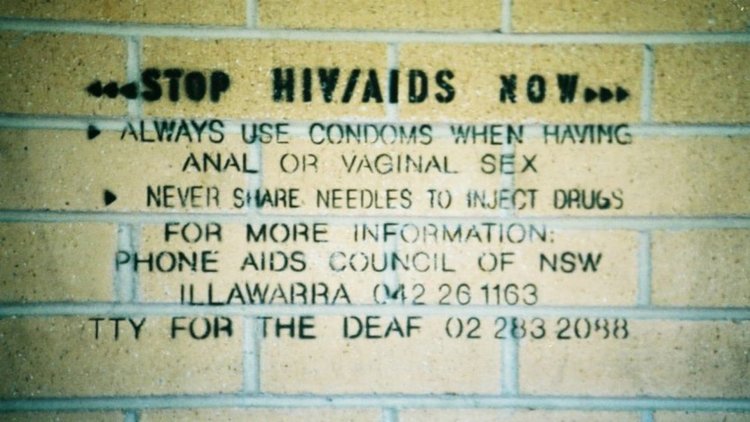 STOP HIV/AIDS NOW
ALWAYS USE CONDOMS WHEN HAVING
ANAL OR VAGINAL SEX
NEVER SHARE NEEDLES TO INJECT DRUGS
FOR MORE INFORMATION:
PHONE AIDS COUNCIL OF NSW
ILLAWARRA 042 26 1163
TTY FOR THE DEAF 02 283 2088